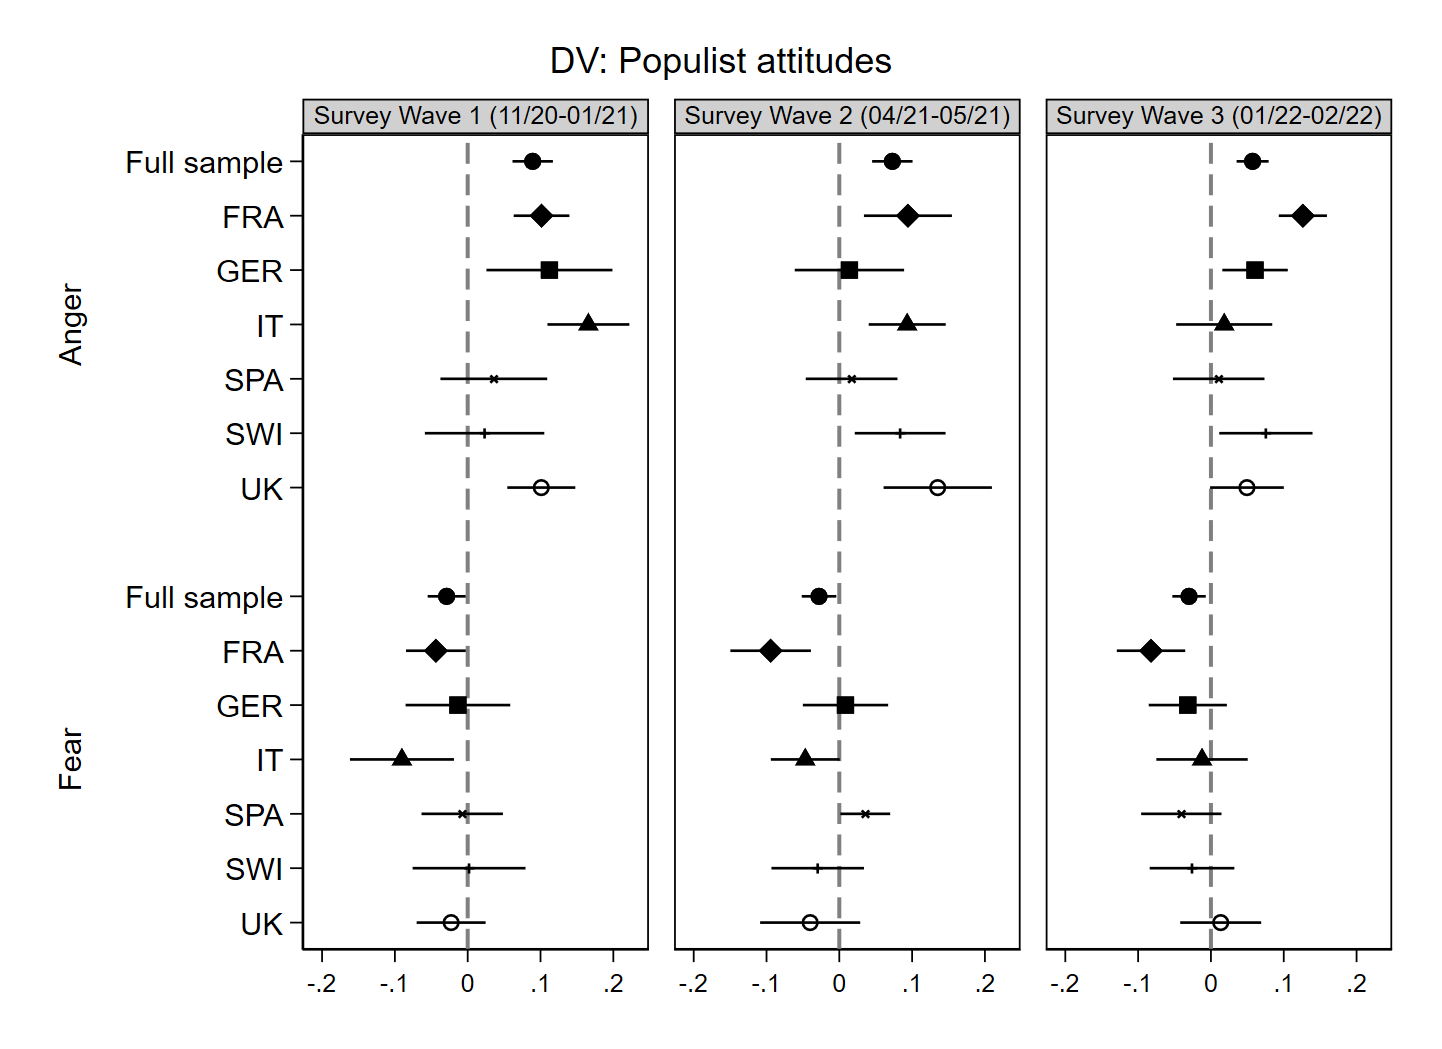 DV: Populist attitudes
Survey Wave 1 (11/20-01/21)
Survey Wave 2 (04/21-05/21)
Survey Wave 3 (01/22-02/22)
Anger
Full sample
FRA
GER
IT
SPA
SWI
UK
Fear
Full sample
FRA
GER
IT
SPA
SWI
UK
-.2 -.1 0 .1 .2
-.2 -.1 0 .1 .2
-.2 -.1 0 .1 .2